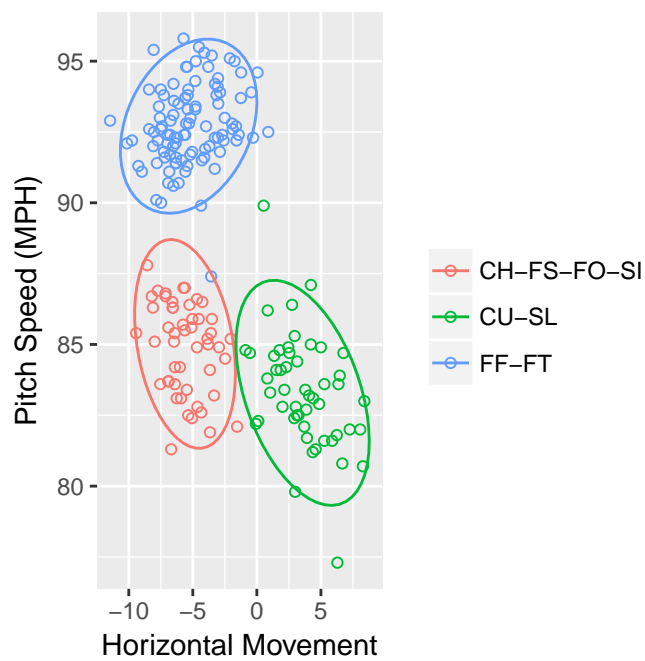 95
90
85
80
Pitch Speed (MPH)
−10
−5
0
5
Horizontal Movement
CH−FS−FO−SI
CU−SL
FF−FT